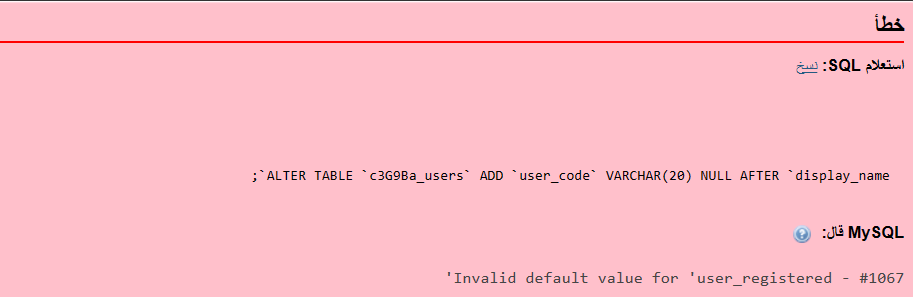 خطأ
استعلام SQL: نسخ
ALTER TABLE `c3G9Ba_users` ADD `user_code` VARCHAR(20) NULL AFTER `display_name`;
MySQL قال:
#1067 - Invalid default value for 'user_registered'